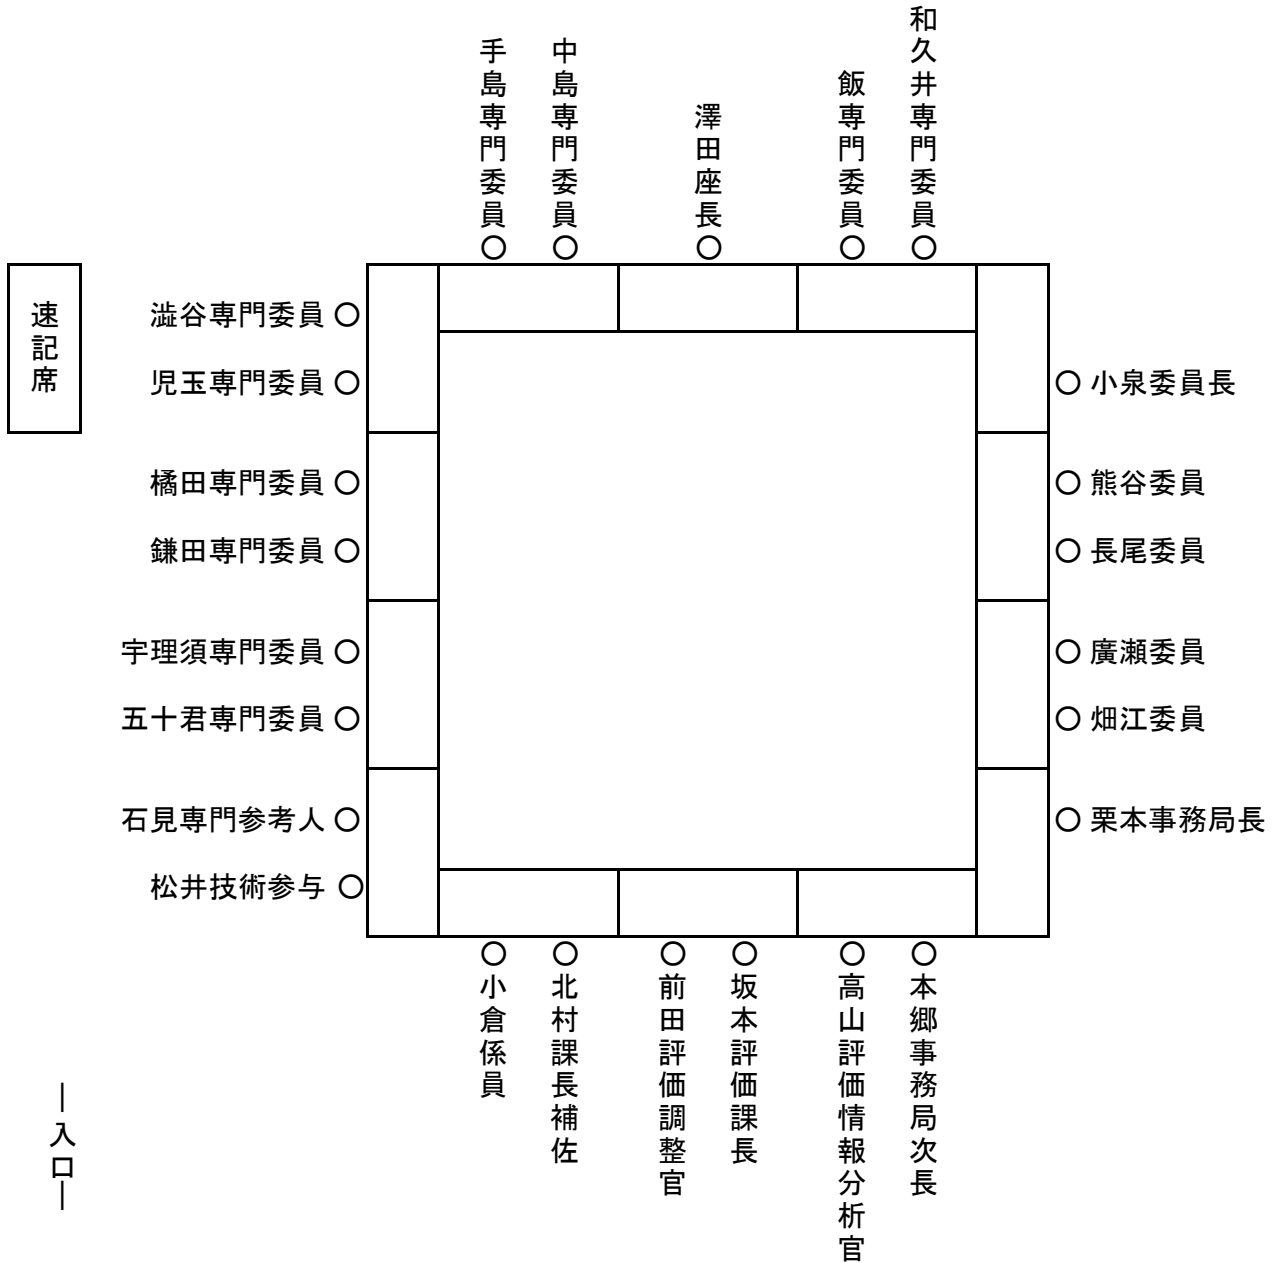 手島専門委員○
中島専門委員○
澤田座長○
飯専門委員○
和久井専門委員○
速記席
澁谷専門委員○
児玉専門委員○
橘田専門委員○
鎌田専門委員○
宇理須専門委員○
五十君専門委員○
石見専門参考人○
松井技術参与○
○小泉委員長
○熊谷委員
○長尾委員
○廣瀬委員
○畑江委員
○栗本事務局長
○小倉係員
○北村課長補佐
○前田評価調整官
○坂本評価課長
○高山評価情報分析官
○本郷事務局次長
|入口|